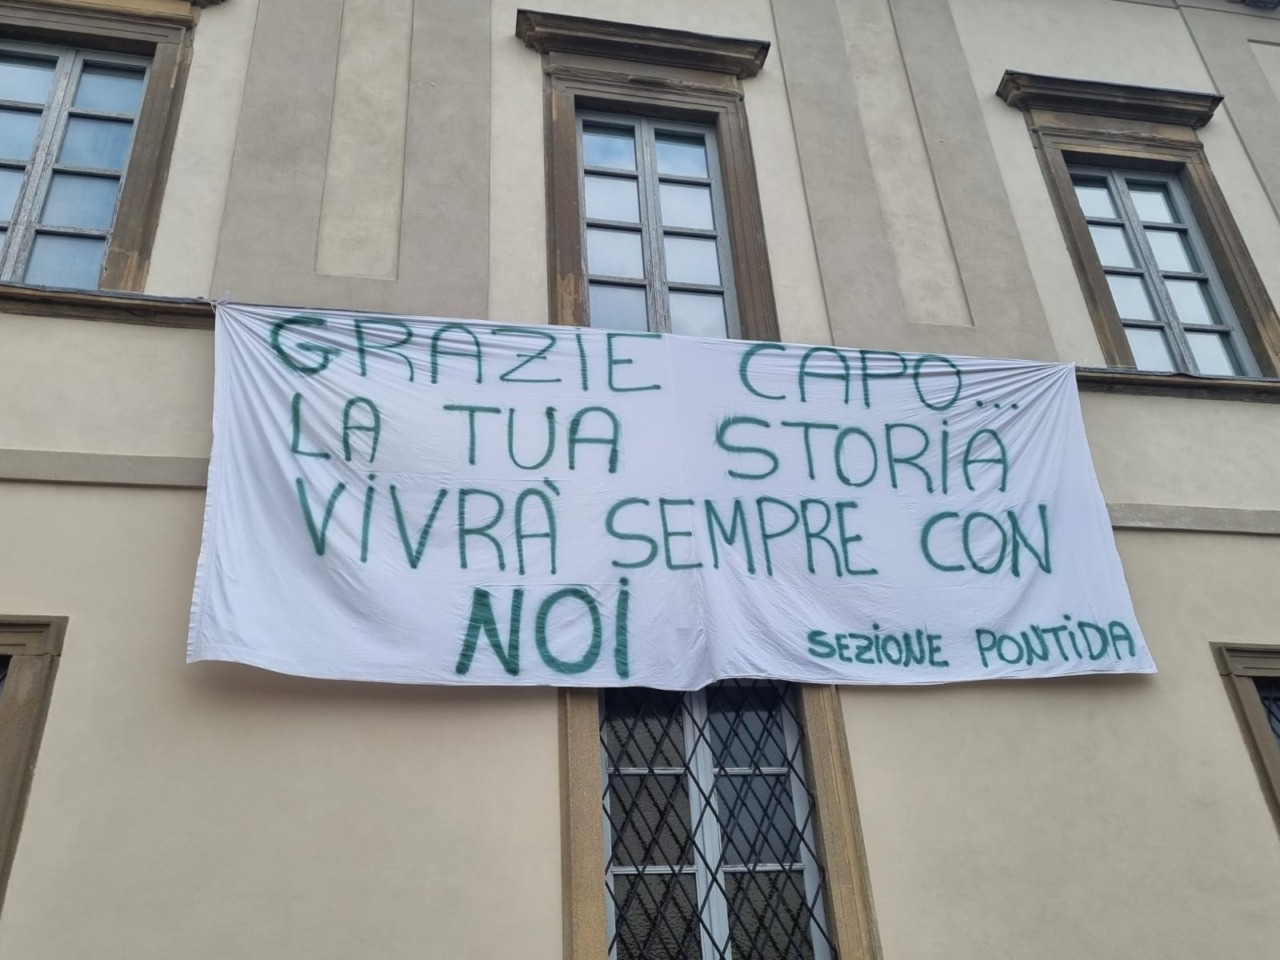 GRAZIE CAPO...
LA TUA STORIA
VIVRÀ SEMPRE CON
NOI
SEZIONE PONTIDA